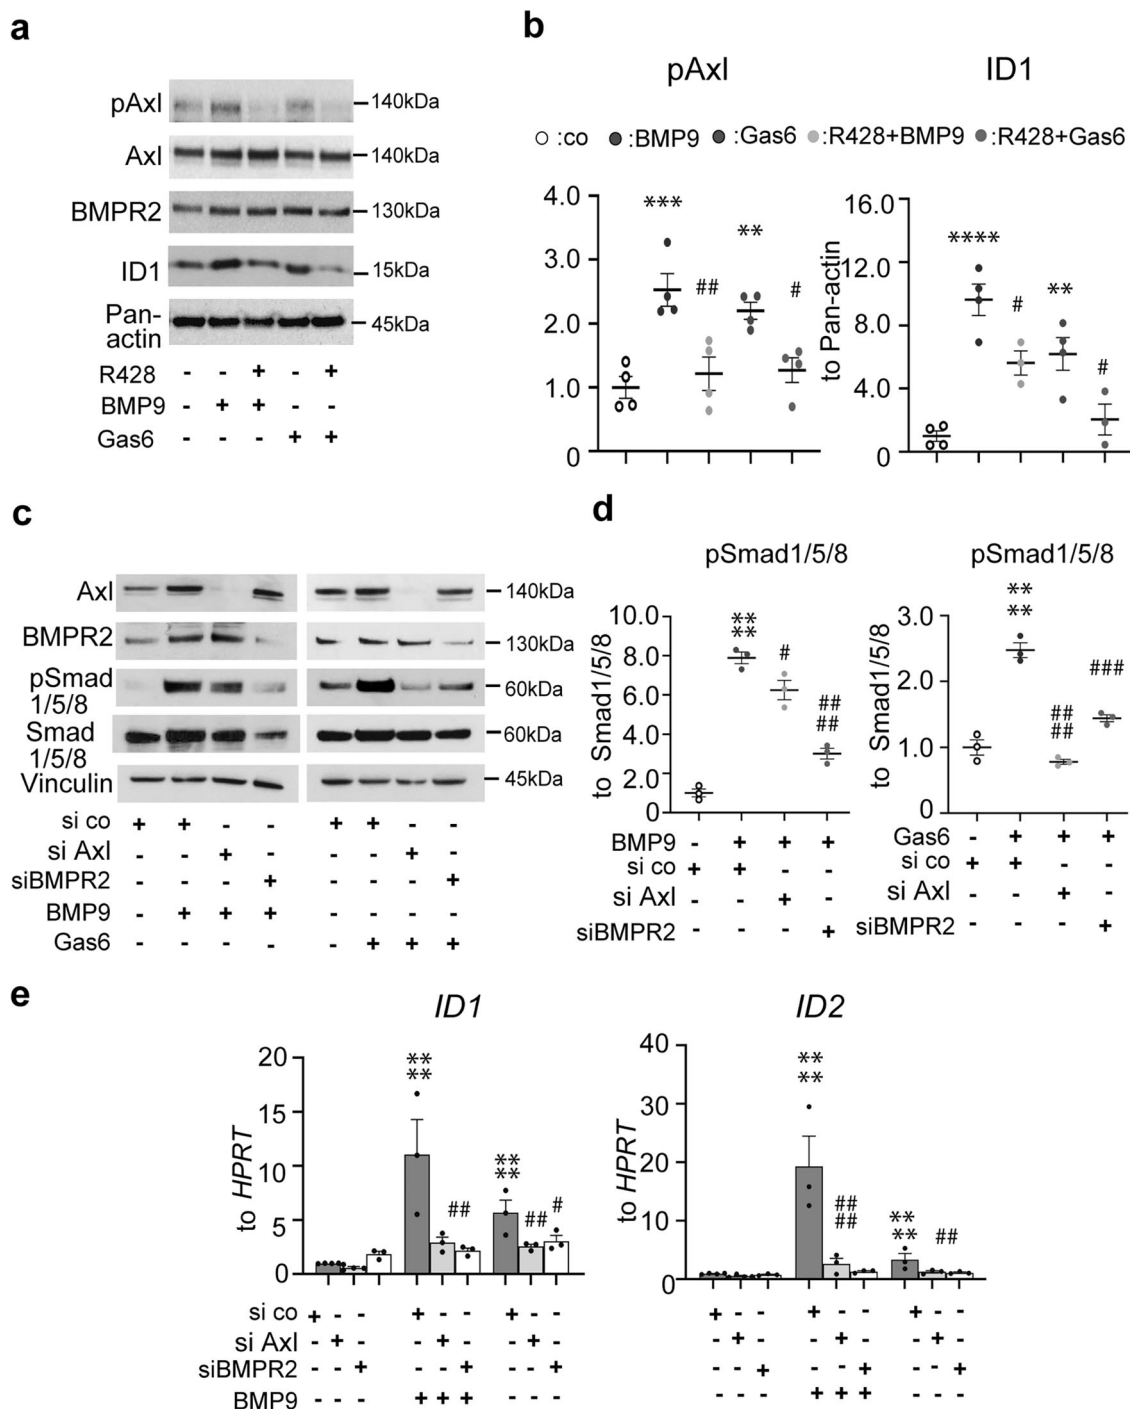 a
pAxl
140kDa
Axl
140kDa
BMPR2
130kDa
ID1
15kDa
Pan-
actin
45kDa
R428 - - + - +
BMP9 - + + - -
Gas6 - - - + +
b
pAxl
ID1
:co :BMP9 :Gas6 :R428+BMP9 :R428+Gas6
4.0
3.0
2.0
1.0
0
***
##
**
#
to Pan-actin
16.0
12.0
8.0
4.0
0
****
#
**
#
c
Axl
140kDa
BMPR2
130kDa
pSmad
1/5/8
60kDa
Smad
1/5/8
60kDa
Vinculin
45kDa
si co + + - - + + - -
si Axl - - + - - - + -
siBMPR2 - - - + - - - +
BMP9 - + + + - - - -
Gas6 - - - - - + + +
d
pSmad1/5/8
to Smad1/5/8
10.0
8.0
6.0
4.0
2.0
0
**
**
#
##
##
BMP9 - + + +
si co + + - -
si Axl - - + -
siBMPR2 - - - +
pSmad1/5/8
to Smad1/5/8
3.0
2.0
1.0
0
**
**
##
##
###
Gas6 - + + +
si co + + - -
si Axl - - + -
siBMPR2 - - - +
e
ID1
to HPRT
20
15
10
5
0
**
**
##
**
**
##
#
si co + - - + - - + - -
si Axl - + - - + - - + -
siBMPR2 - - + - - + - - +
BMP9 - - - + + + - - -
ID2
to HPRT
40
30
20
10
0
**
**
##
##
**
**
##
+ - - + - - + - -
- + - - + - - + -
- - + - - + - - +
- - - + + + - - -